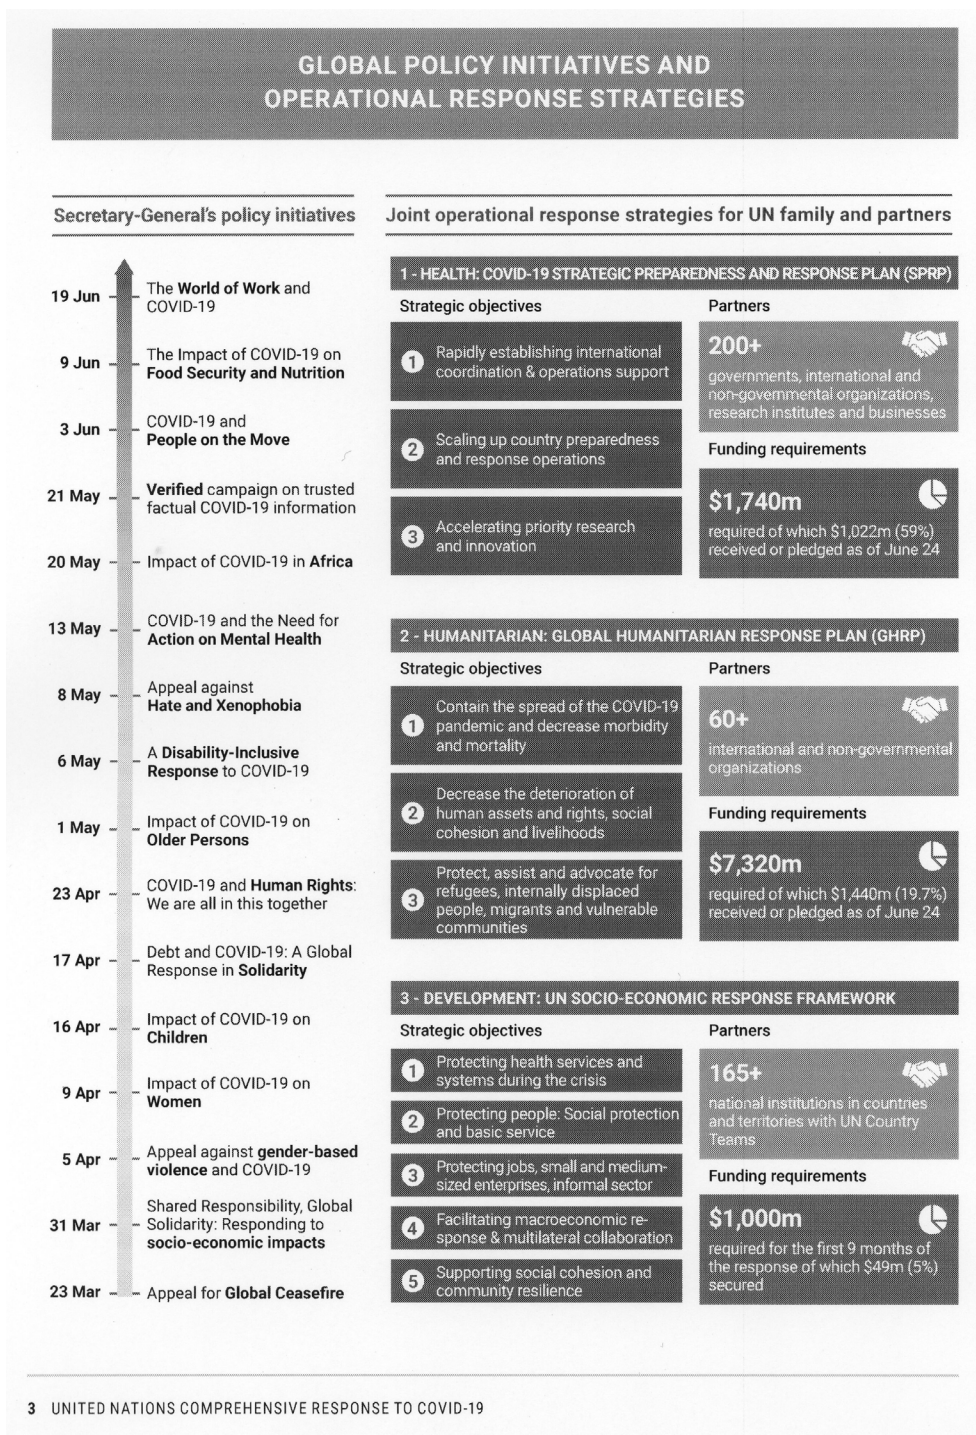 GLOBAL POLICY INITIATIVES AND
OPERATIONAL RESPONSE STRATEGIES
Secretary-General's policy initiatives
19 Jun
The World of Work and
COVID-19
9 Jun
The Impact of COVID-19 on
Food Security and Nutrition
3 Jun
COVID-19 and
People on the Move
21 May
Verified campaign on trusted
factual COVID-19 information
20 May
Impact of COVID-19 in Africa
13 May
COVID-19 and the Need for
Action on Mental Health
8 May
Appeal against
Hate and Xenophobia
6 May
A Disability-Inclusive
Response to COVID-19
1 May
Impact of COVID-19 on
Older Persons
23 Apr
COVID-19 and Human Rights:
We are all in this together
17 Apr
Debt and COVID-19: A Global
Response in Solidarity
16 Apr
Impact of COVID-19 on
Children
9 Apr
Impact of COVID-19 on
Women
5 Apr
Appeal against gender-based
violence and COVID-19
31 Mar
Shared Responsibility, Global
Solidarity: Responding to
socio-economic impacts
23 Mar
Appeal for Global Ceasefire
Joint operational response strategies for UN family and partners
1 - HEALTH: COVID-19 STRATEGIC PREPAREDNESS AND RESPONSE PLAN (SPRP)
Strategic objectives
1
Rapidly establishing international
coordination & operations support
2
Scaling up country preparedness
and response operations
3
Accelerating priority research
and innovation
Partners
200+
governments, international and
non-governmental organizations,
research institutes and businesses
Funding requirements
$1,740m
required of which $1,022m (59%)
received or pledged as of June 24
2 - HUMANITARIAN: GLOBAL HUMANITARIAN RESPONSE PLAN (GHRP)
Strategic objectives
1
Contain the spread of the COVID-19
pandemic and decrease morbidity
and mortality
2
Decrease the deterioration of
human assets and rights, social
cohesion and livelihoods
3
Protect, assist and advocate for
refugees, internally displaced
people, migrants and vulnerable
communities
Partners
60+
international and non-governmental
organizations
Funding requirements
$7,320m
required of which $1,440m (19.7%)
received or pledged as of June 24
3 - DEVELOPMENT: UN SOCIO-ECONOMIC RESPONSE FRAMEWORK
Strategic objectives
1
Protecting health services and
systems during the crisis
2
Protecting people: Social protection
and basic service
3
Protecting jobs, small and medium-
sized enterprises, informal sector
4
Facilitating macroeconomic re-
sponse & multilateral collaboration
5
Supporting social cohesion and
community resilience
Partners
165+
national institutions in countries
and territories with UN Country
Teams
Funding requirements
$1,000m
required for the first 9 months of
the response of which $49m (5%)
secured
3 UNITED NATIONS COMPREHENSIVE RESPONSE TO COVID-19